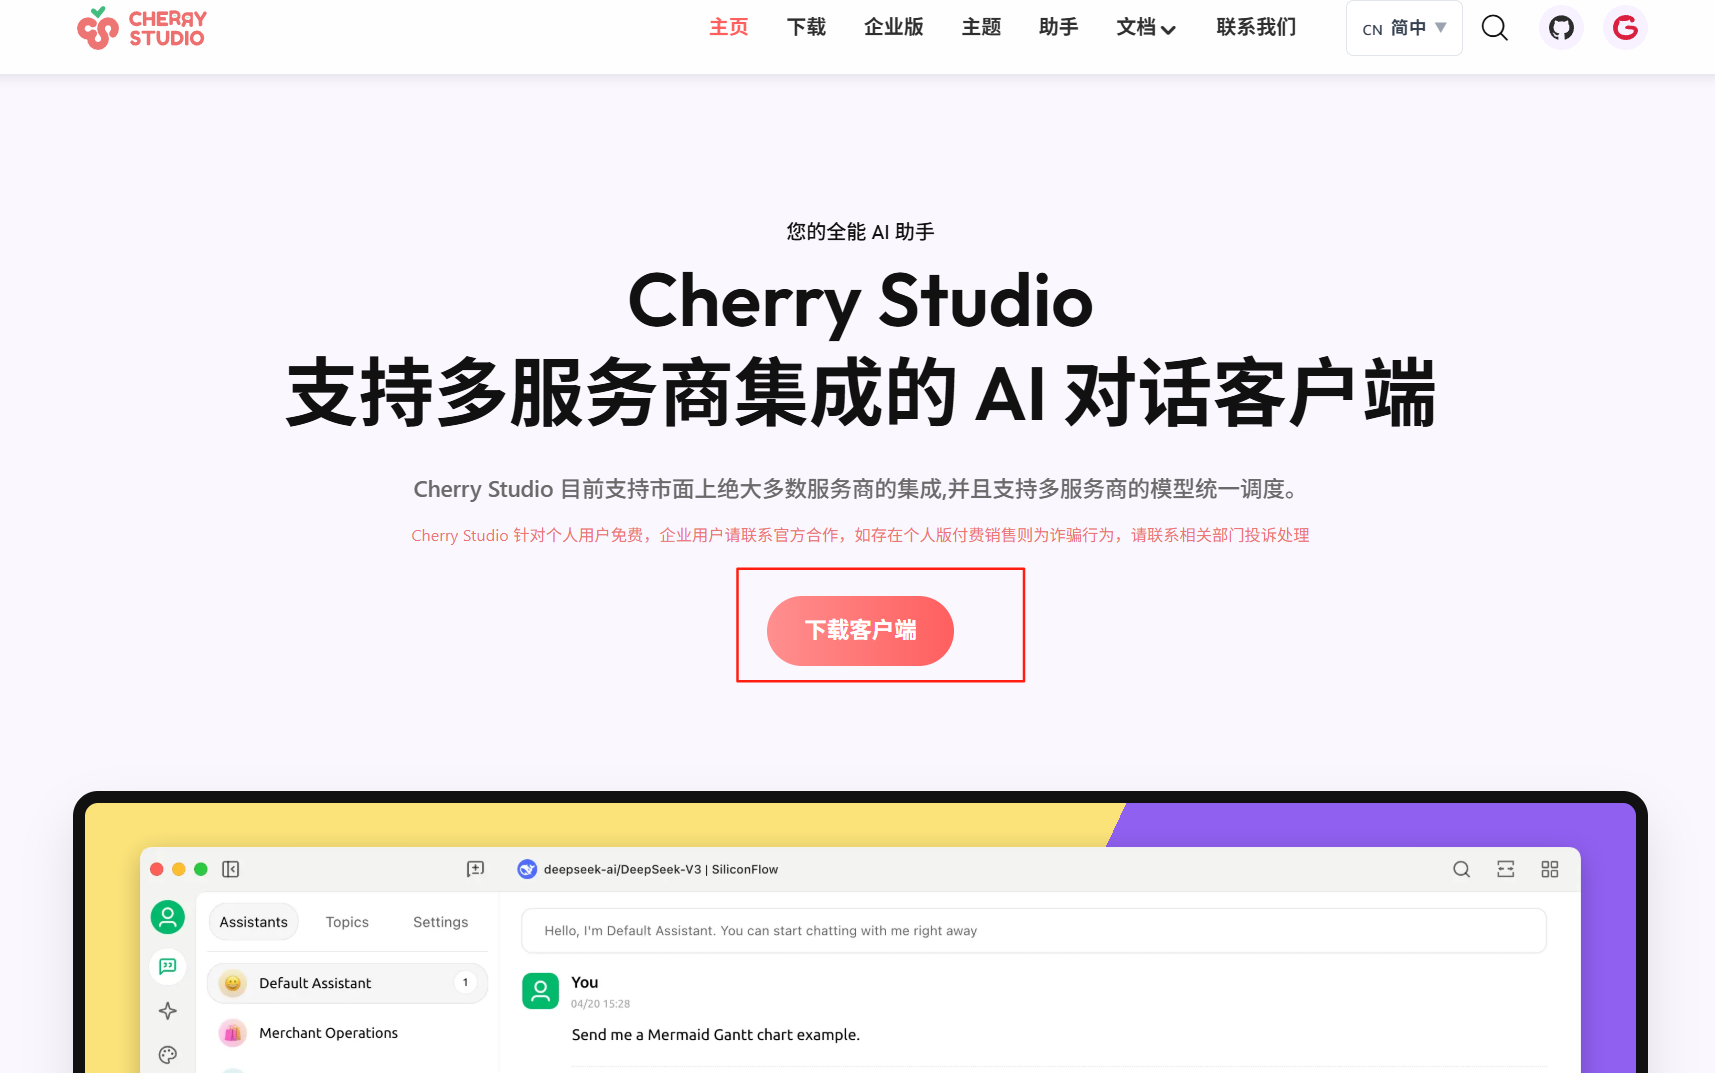 CHERRY
STUDIO
主页 下载 企业版 主题 助手 文档 联系我们 CN 简中
您的全能 AI 助手
Cherry Studio
支持多服务商集成的 AI 对话客户端
Cherry Studio 目前支持市面上绝大多数服务商的集成,并且支持多服务商的模型统一调度。
Cherry Studio 针对个人用户免费，企业用户请联系官方合作，如存在个人版付费销售则为诈骗行为，请联系相关部门投诉处理
下载客户端
deepseek-ai/DeepSeek-V3 | SiliconFlow
Assistants Topics Settings
Hello, I'm Default Assistant. You can start chatting with me right away
Default Assistant 1
You
04/20 15:28
Merchant Operations
Send me a Mermaid Gantt chart example.